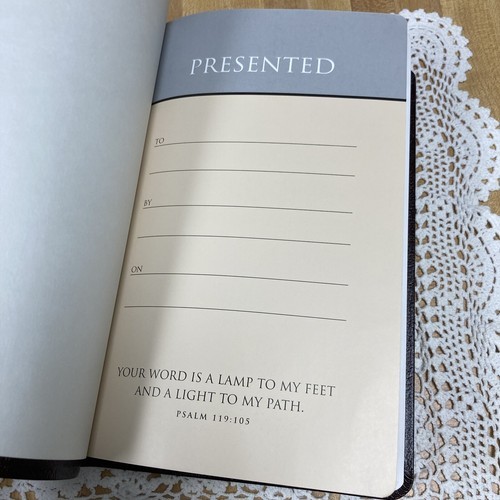 PRESENTED
TO
BY
ON
YOUR WORD IS A LAMP TO MY FEET
AND A LIGHT TO MY PATH.
PSALM 119:105